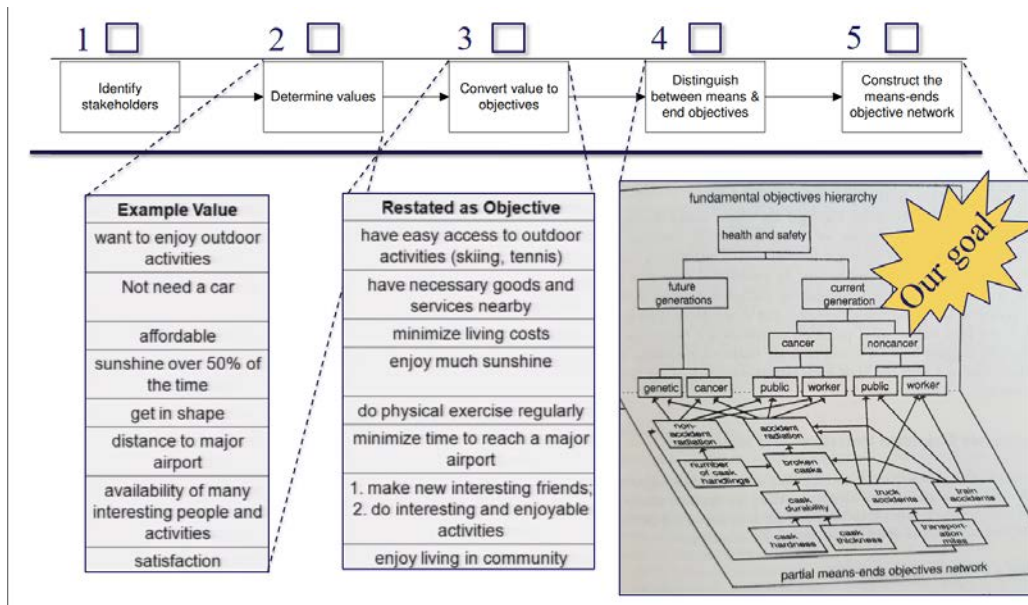 1
2
3
4
5
Identify
stakeholders
Determine values
Convert value to
objectives
Distinguish
between means &
end objectives
Construct the
means-ends
objective network
Example Value
want to enjoy outdoor
activities
Not need a car
affordable
sunshine over 50% of
the time
get in shape
distance to major
airport
availability of many
interesting people and
activities
satisfaction
Restated as Objective
have easy access to outdoor
activities (skiing, tennis)
have necessary goods and
services nearby
minimize living costs
enjoy much sunshine
do physical exercise regularly
minimize time to reach a major
airport
1. make new interesting friends;
2. do interesting and enjoyable
activities
enjoy living in community
fundamental objectives hierarchy
Our goal
health and safety
future
generations
current
generation
cancer
noncancer
genetic
cancer
public
worker
public
worker
non-
accident
radiation
accident
radiation
number
of cask
handlings
broken
casks
truck
accidents
train
accidents
cask
durability
cask
hardness
cask
thickness
transport-
ation
miles
partial means-ends objectives network